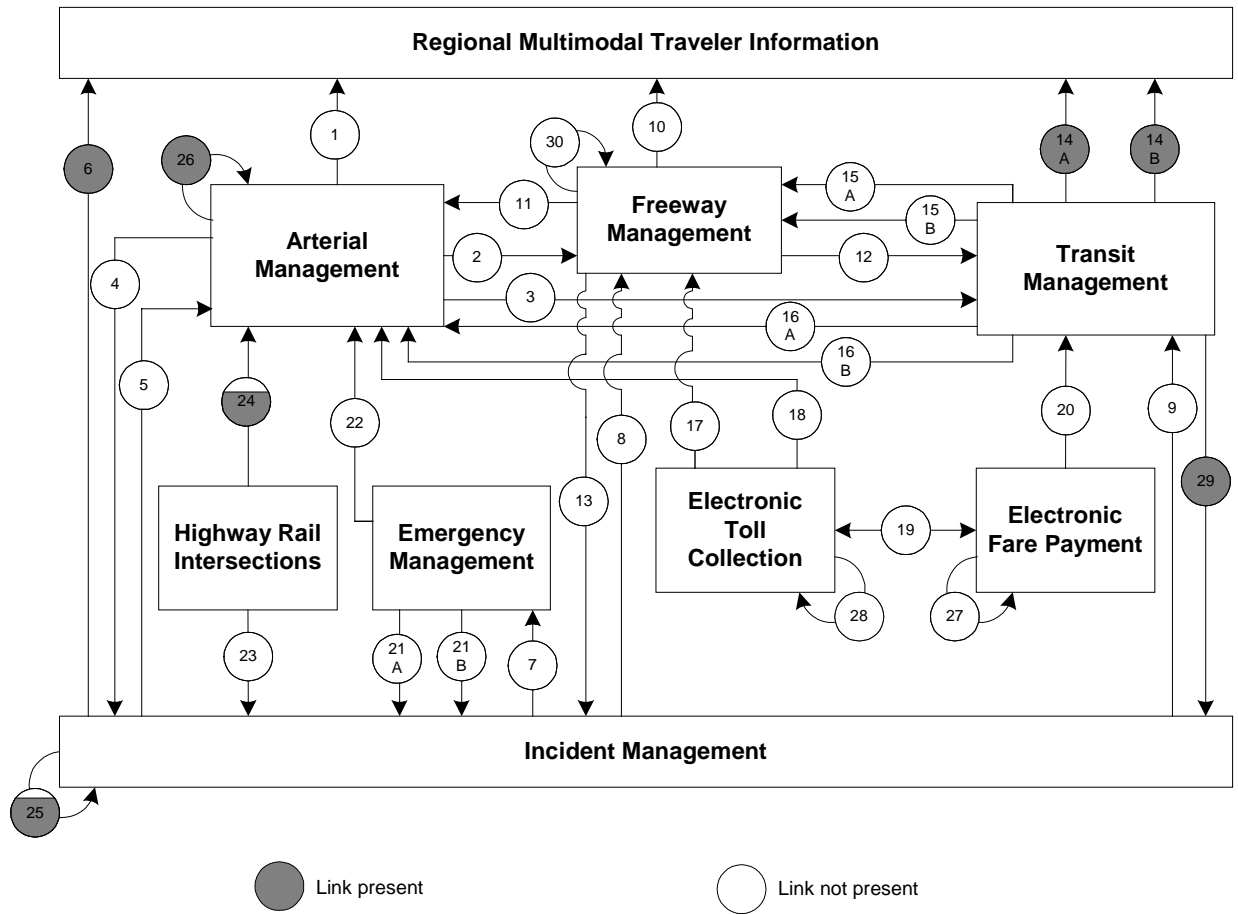 Regional Multimodal Traveler Information
1
10
6
26
30
14
A
14
B
15
A
11
Freeway
Management
15
B
Arterial
Management
2
12
Transit
Management
4
3
16
A
5
16
B
24
22
8
17
18
20
9
13
29
Highway Rail
Intersections
Emergency
Management
Electronic
Toll
Collection
19
Electronic
Fare Payment
28
27
23
21
A
21
B
7
Incident Management
25
Link present
Link not present